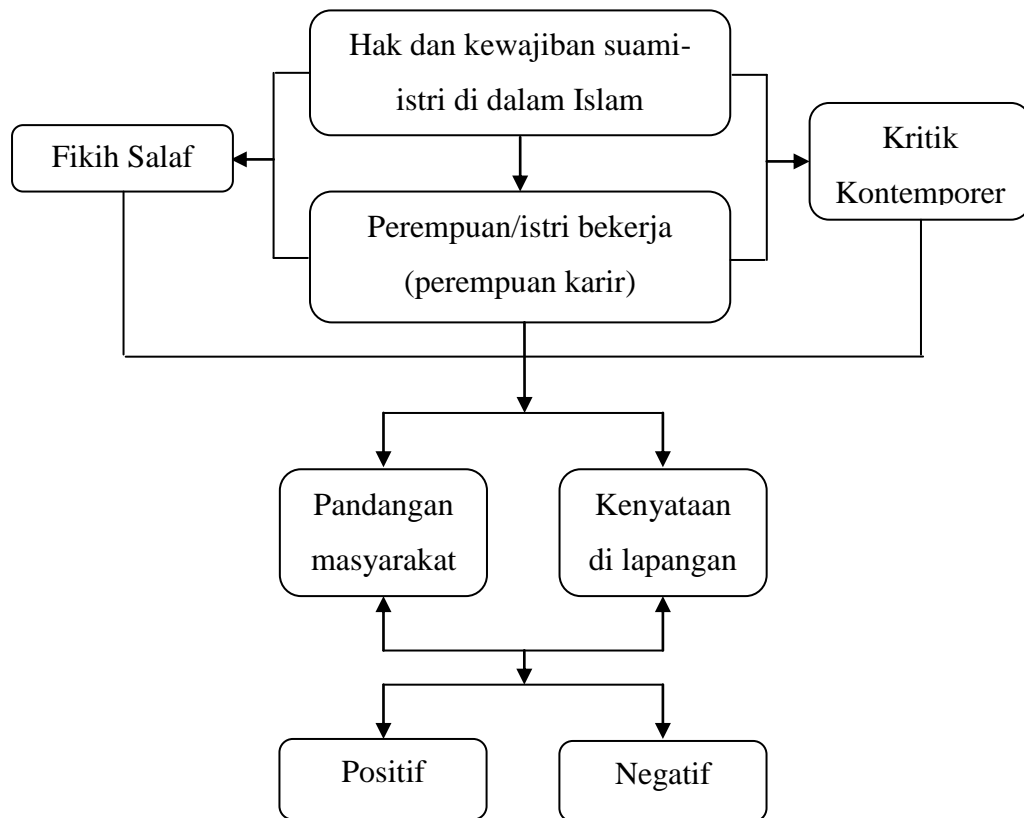 Hak dan kewajiban suami-
istri di dalam Islam
Fikih Salaf
Kritik
Kontemporer
Perempuan/istri bekerja
(perempuan karir)
Pandangan
masyarakat
Kenyataan
di lapangan
Positif
Negatif